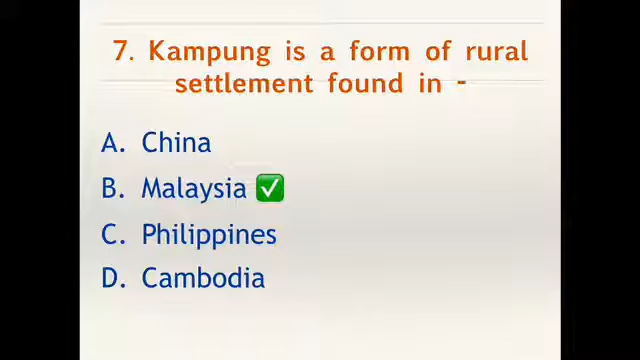 7. Kampung is a form of rural
settlement found in -
A. China
B. Malaysia ✅
C. Philippines
D. Cambodia